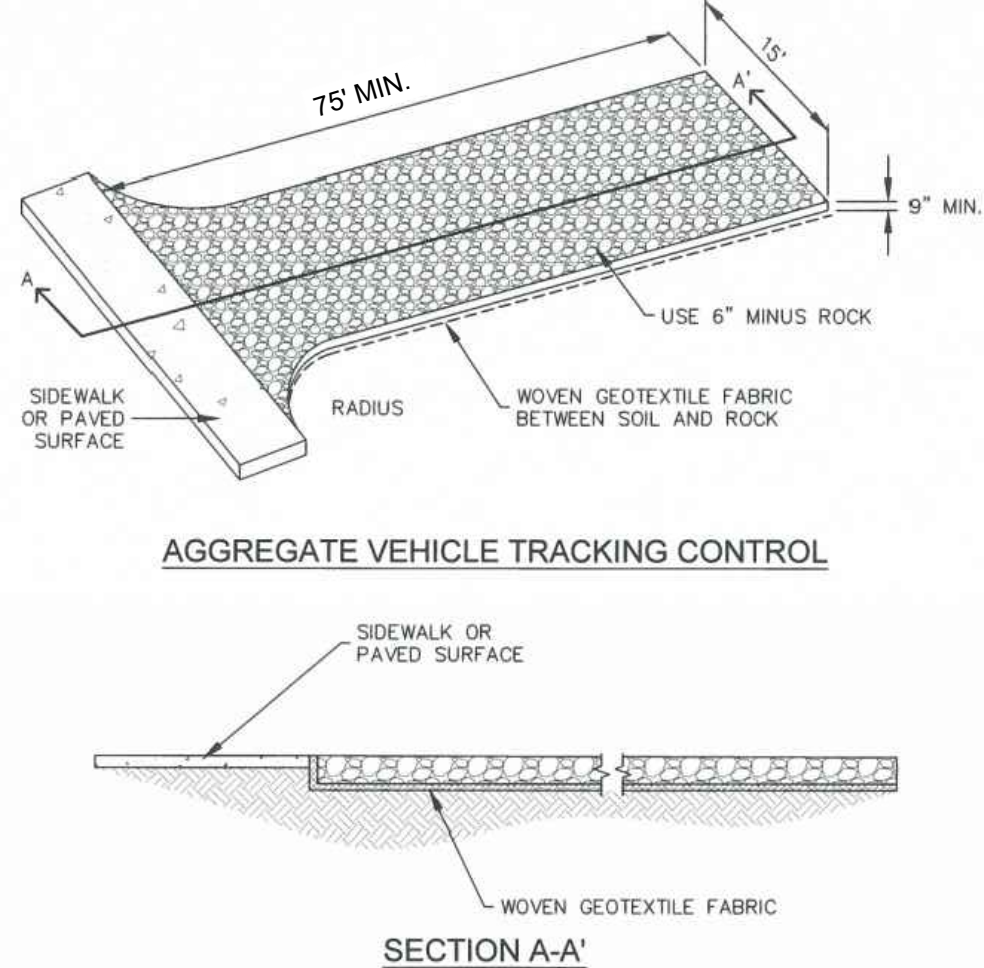 75' MIN.
15'
A'
9" MIN.
USE 6" MINUS ROCK
A
SIDEWALK
OR PAVED
SURFACE
RADIUS
WOVEN GEOTEXTILE FABRIC
BETWEEN SOIL AND ROCK
AGGREGATE VEHICLE TRACKING CONTROL
SIDEWALK OR
PAVED SURFACE
WOVEN GEOTEXTILE FABRIC
SECTION A-A'